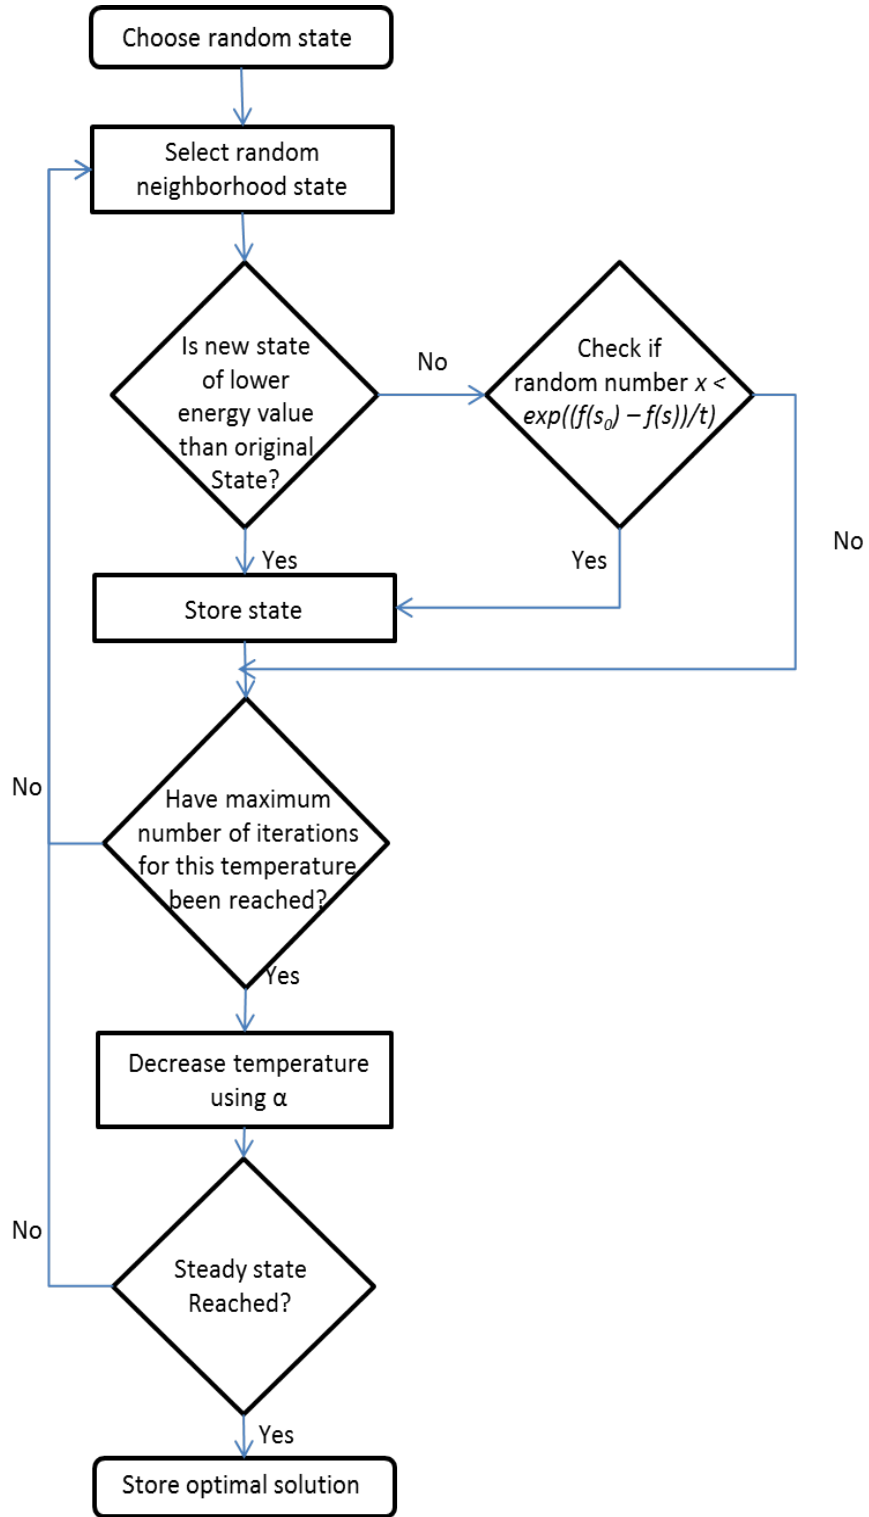 Choose random state
Select random
neighborhood state
Is new state
of lower
energy value
than original
State?
No
Check if
random number x <
exp((f(s₀) – f(s))/t)
No
Yes
Yes
Store state
No
Have maximum
number of iterations
for this temperature
been reached?
Yes
Decrease temperature
using α
No
Steady state
Reached?
Yes
Store optimal solution